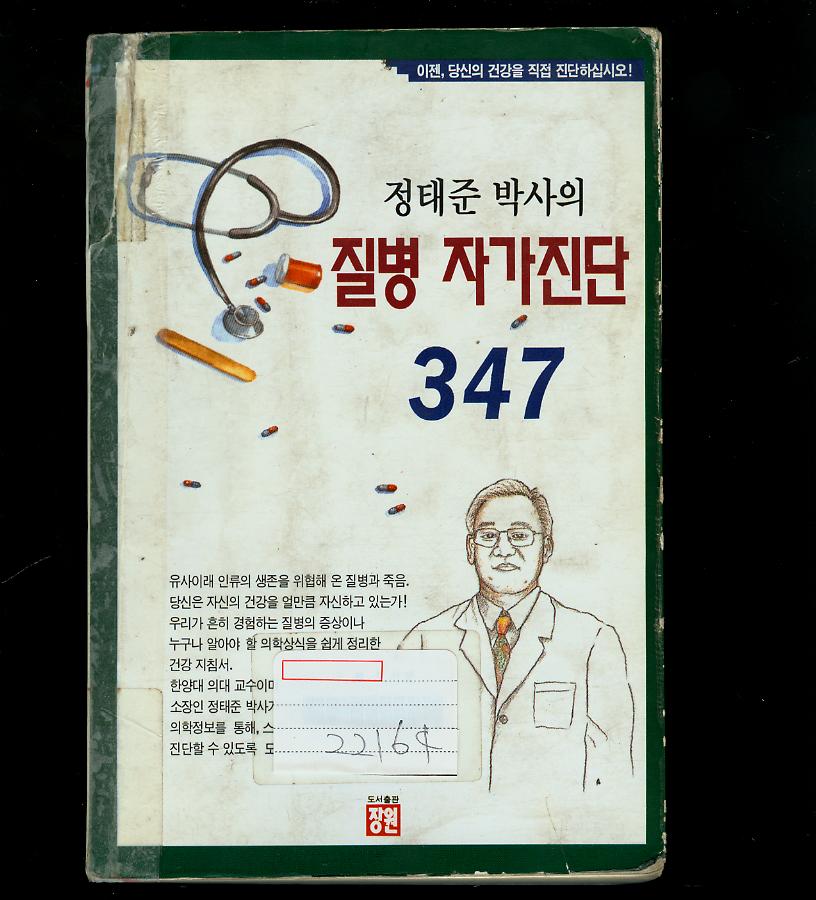 이젠, 당신의 건강을 직접 진단하십시오!
정태준 박사의
질병 자가진단
347
유사이래 인류의 생존을 위협해 온 질병과 죽음.
당신은 자신의 건강을 얼만큼 자신하고 있는가!
우리가 흔히 경험하는 질병의 증상이나
누구나 알아야 할 의학상식을 쉽게 정리한
건강 지침서.
한양대 의대 교수이며
소장인 정태준 박사가
의학정보를 통해, 스
진단할 수 있도록 도
2216
도서출판
장원